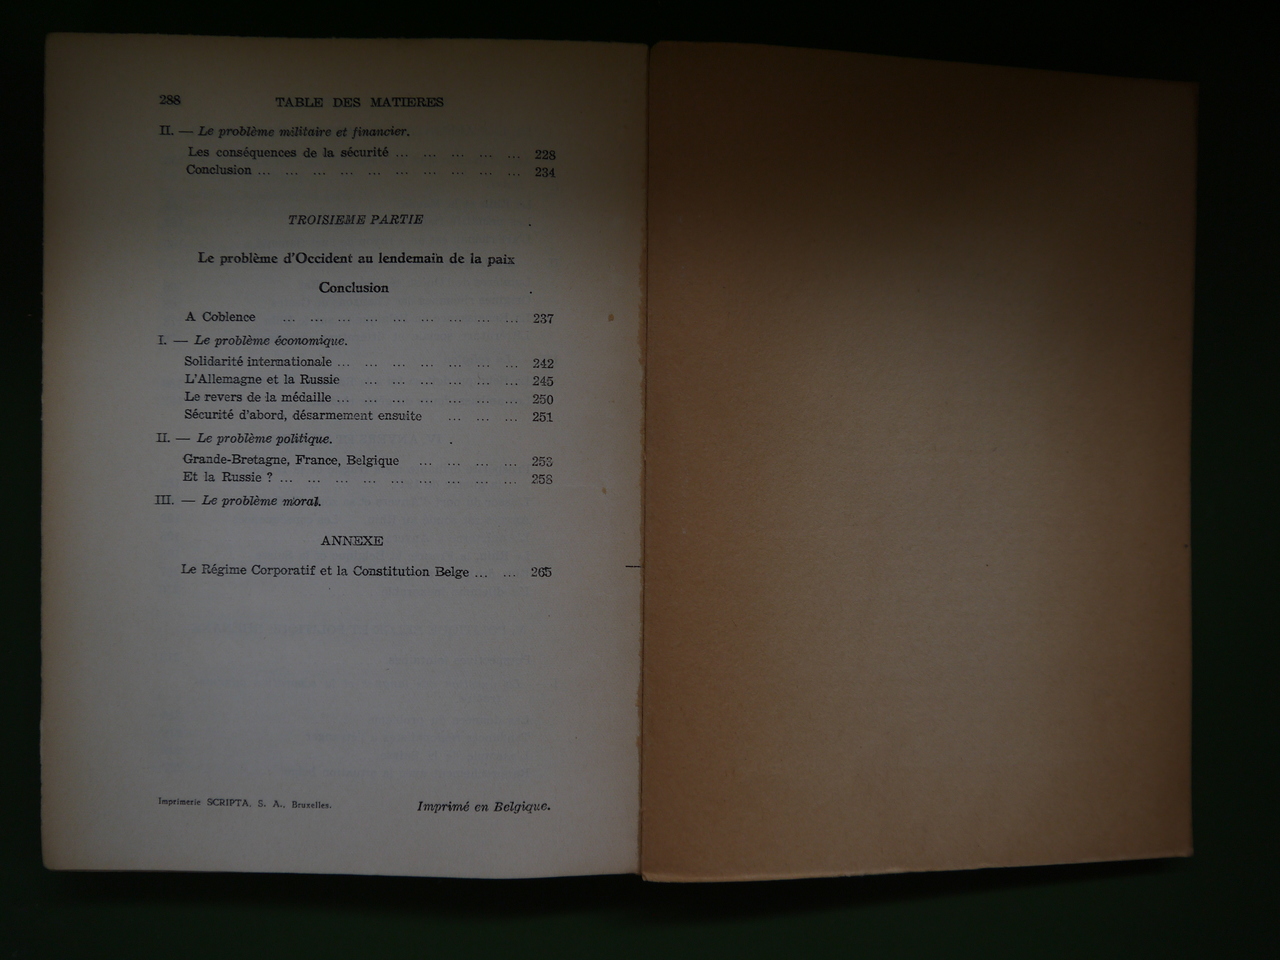 288 TABLE DES MATIERES
II. — Le problème militaire et financier.
Les conséquences de la sécurité ... ... ... ... ... 228
Conclusion ... ... ... ... ... ... ... ... ... ... 234
TROISIEME PARTIE
Le problème d'Occident au lendemain de la paix
Conclusion
A Coblence ... ... ... ... ... ... ... ... ... 237
I. — Le problème économique.
Solidarité internationale ... ... ... ... ... ... ... 242
L'Allemagne et la Russie ... ... ... ... ... ... 245
Le revers de la médaille ... ... ... ... ... ... ... 250
Sécurité d'abord, désarmement ensuite ... ... ... 251
II. — Le problème politique.
Grande-Bretagne, France, Belgique ... ... ... ... 253
Et la Russie ? ... ... ... ... ... ... ... ... ... 258
III. — Le problème moral.
ANNEXE
Le Régime Corporatif et la Constitution Belge ... ... 265
Imprimerie SCRIPTA, S. A., Bruxelles. Imprimé en Belgique.